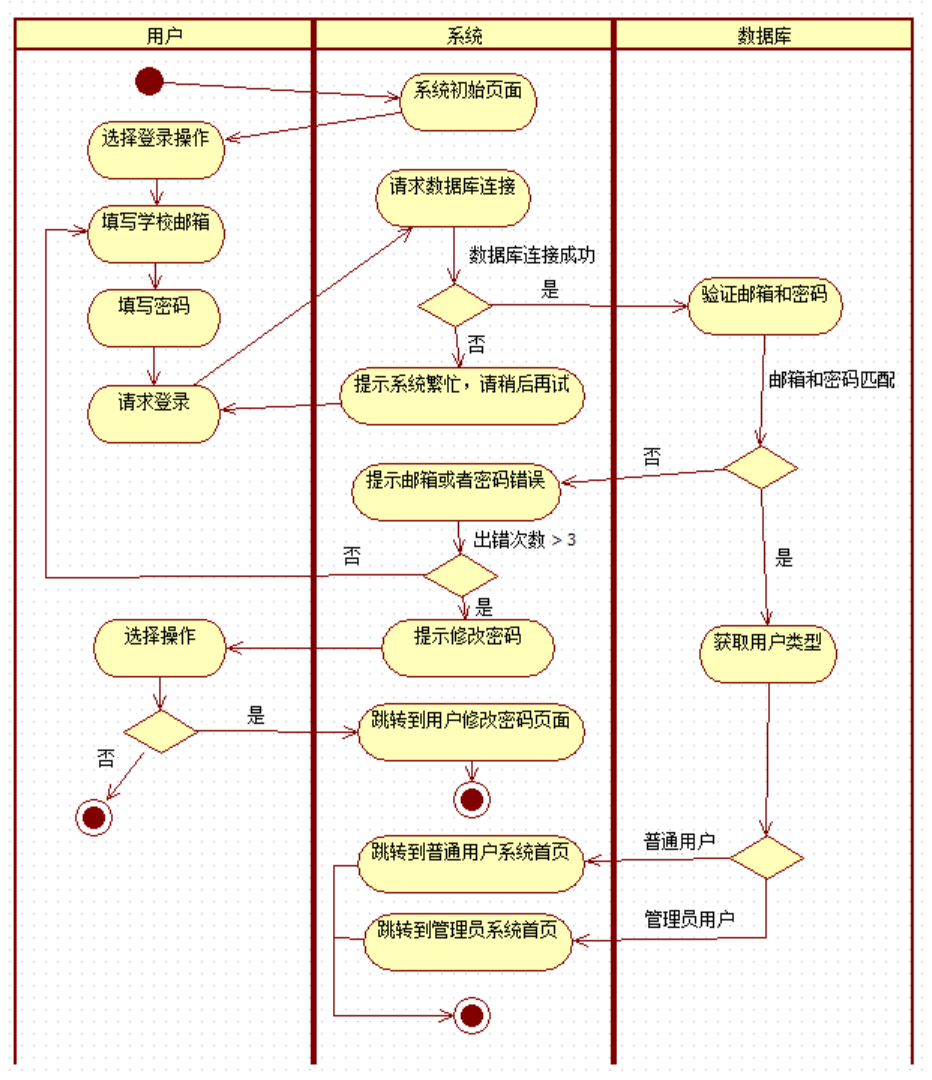 用户
系统
数据库
系统初始页面
选择登录操作
请求数据库连接
填写学校邮箱
数据库连接成功
是
验证邮箱和密码
填写密码
否
提示系统繁忙，请稍后再试
邮箱和密码匹配
请求登录
否
提示邮箱或者密码错误
出错次数 > 3
否
是
是
选择操作
提示修改密码
获取用户类型
是
跳转到用户修改密码页面
否
普通用户
跳转到普通用户系统首页
管理员用户
跳转到管理员系统首页